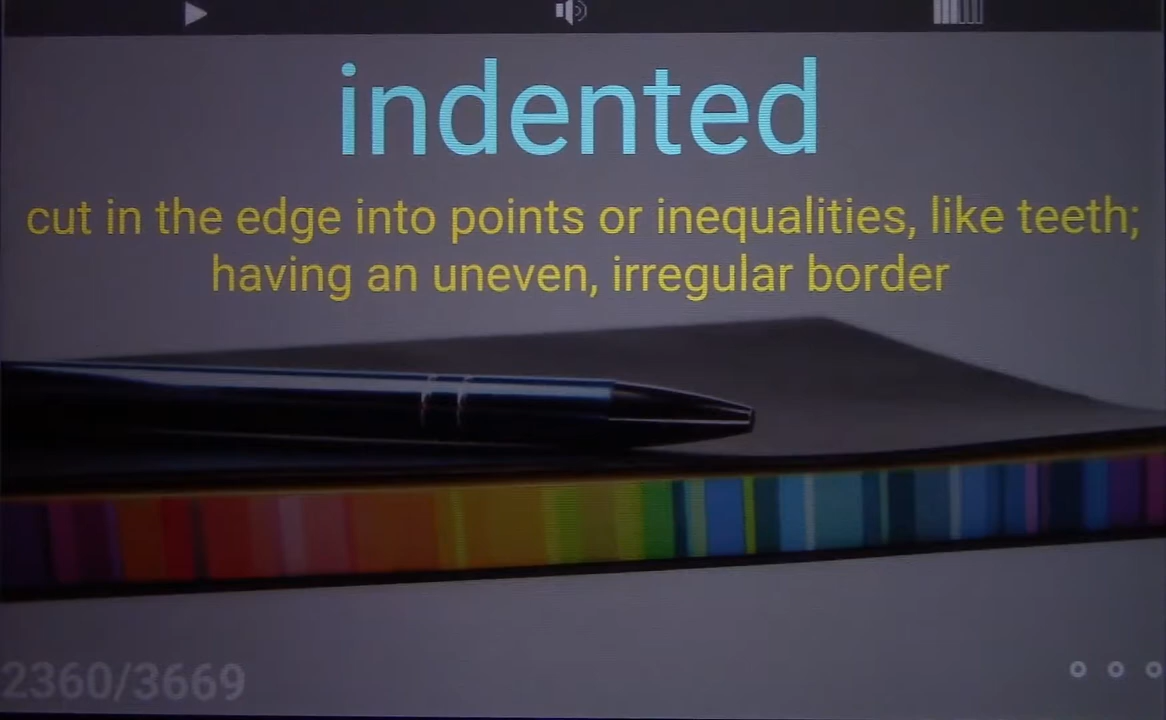 indented
cut in the edge into points or inequalities, like teeth;
having an uneven, irregular border
2360/3669